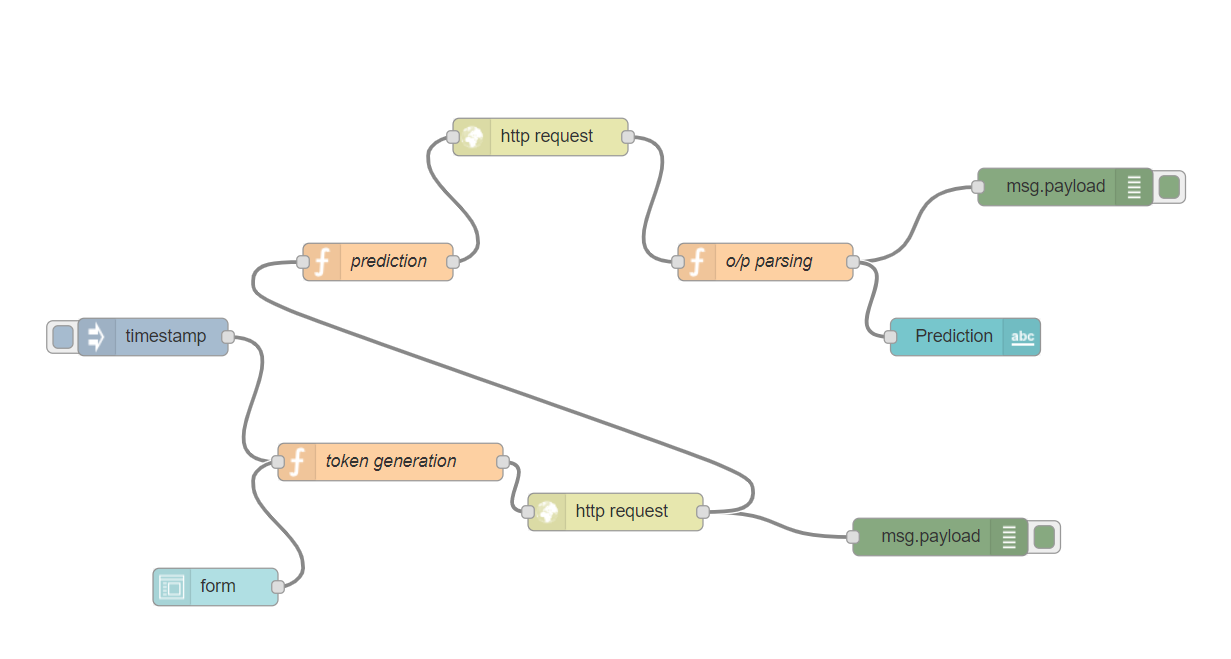 http request
msg.payload
prediction
o/p parsing
timestamp
Prediction
abc
token generation
http request
msg.payload
form